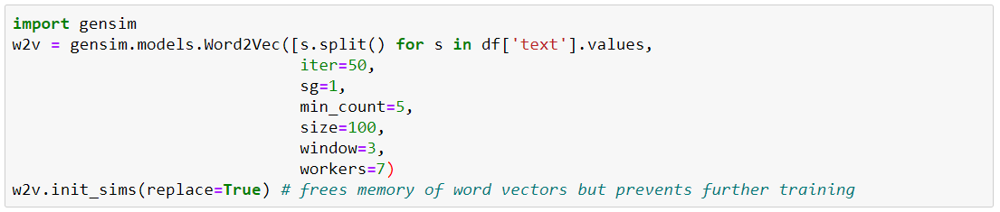 import gensim
w2v = gensim.models.Word2Vec([s.split() for s in df['text'].values,
iter=50,
sg=1,
min_count=5,
size=100,
window=3,
workers=7)
w2v.init_sims(replace=True) # frees memory of word vectors but prevents further training